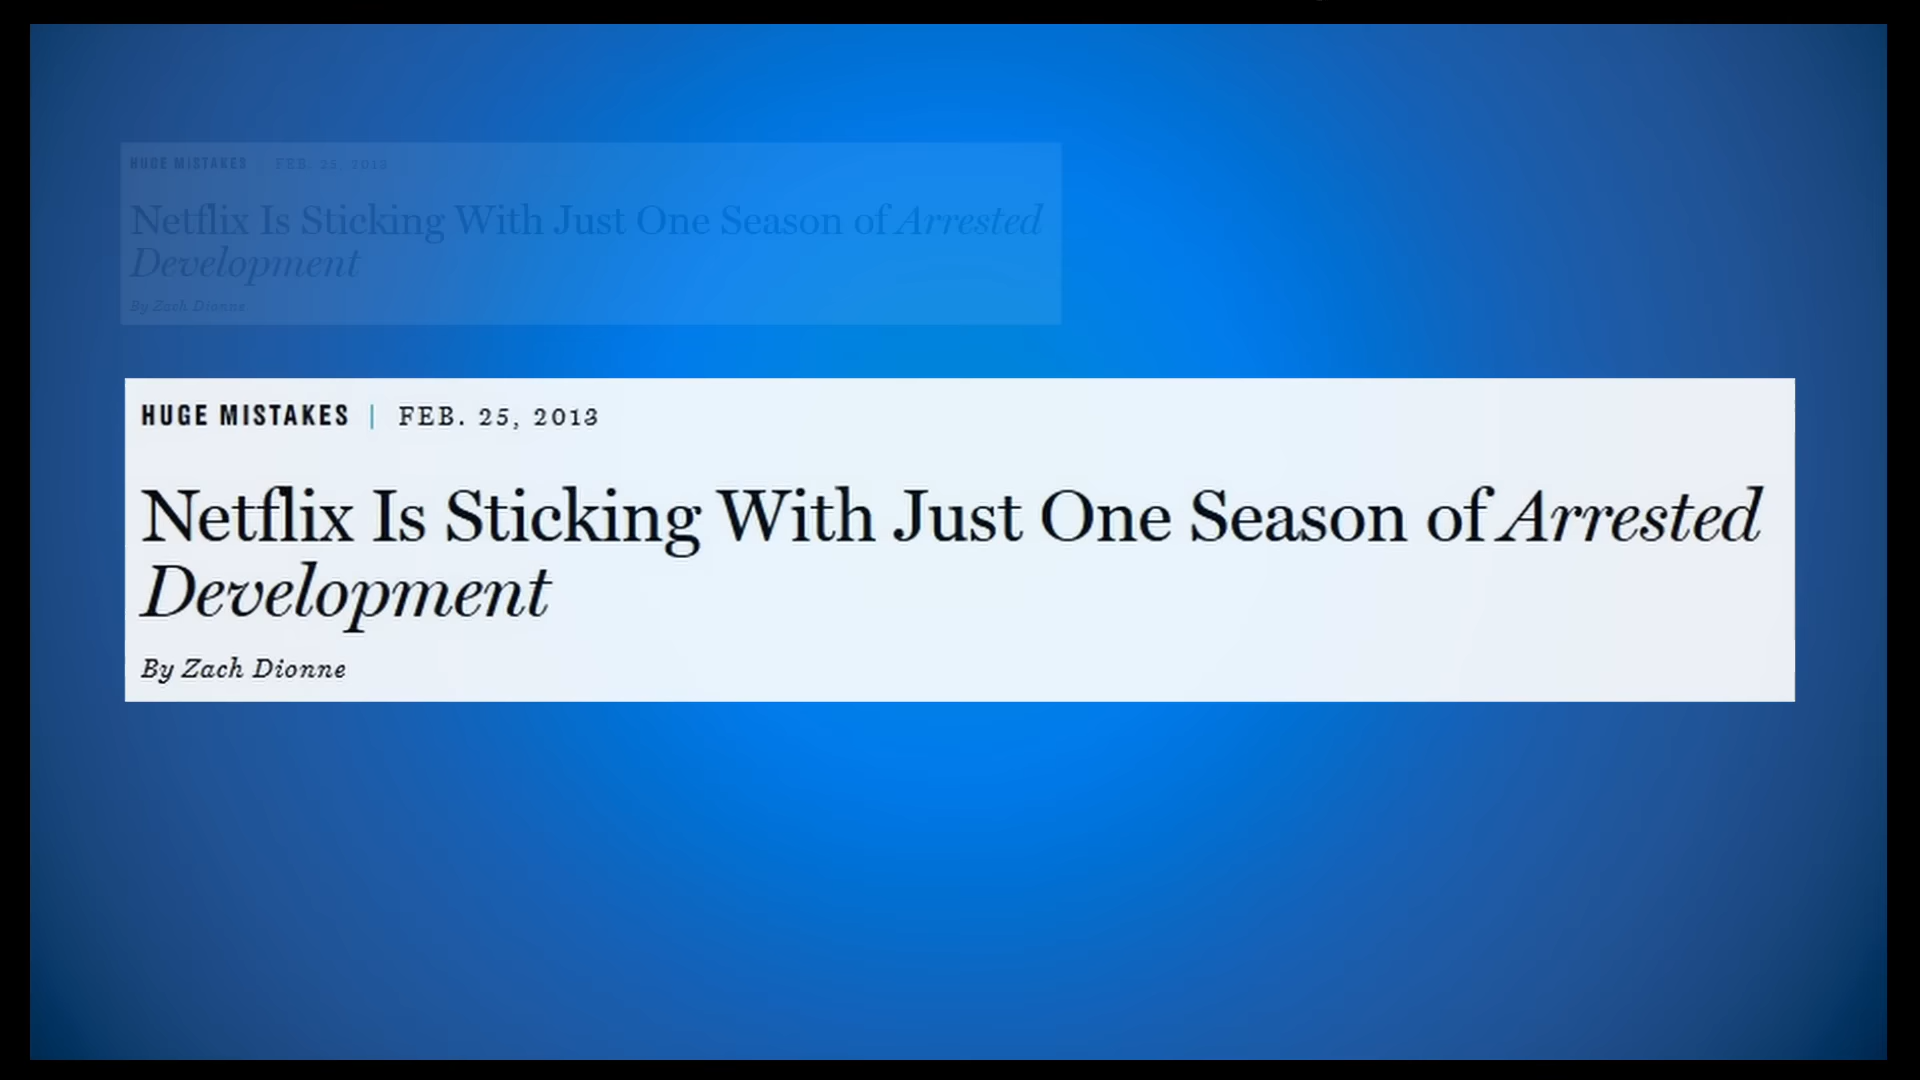 HUGE MISTAKES | FEB. 25, 2013
Netflix Is Sticking With Just One Season of Arrested
Development
By Zach Dionne
HUGE MISTAKES | FEB. 25, 2013
Netflix Is Sticking With Just One Season of Arrested
Development
By Zach Dionne